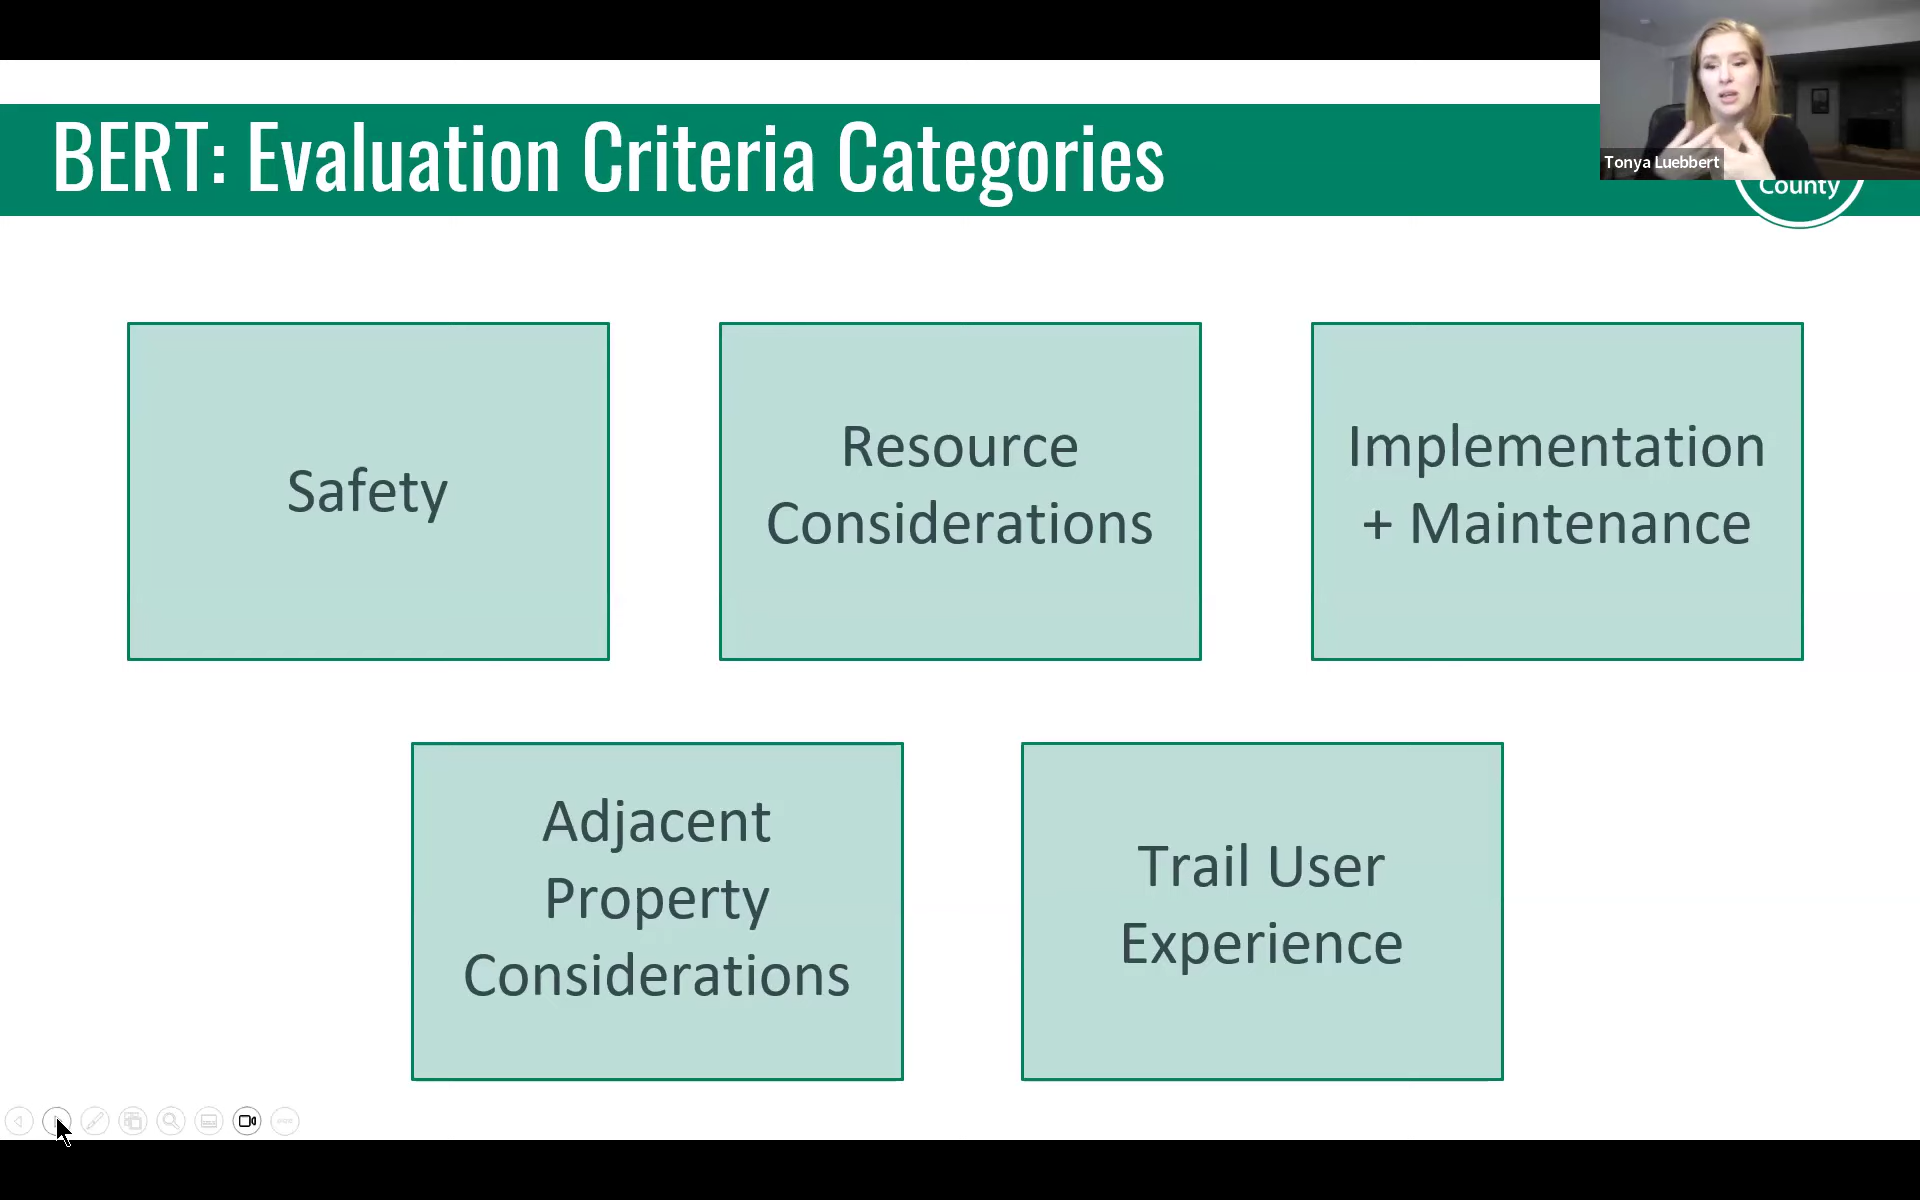 BERT: Evaluation Criteria Categories
Tonya Luebbert
County
Safety
Resource
Considerations
Implementation
+ Maintenance
Adjacent
Property
Considerations
Trail User
Experience